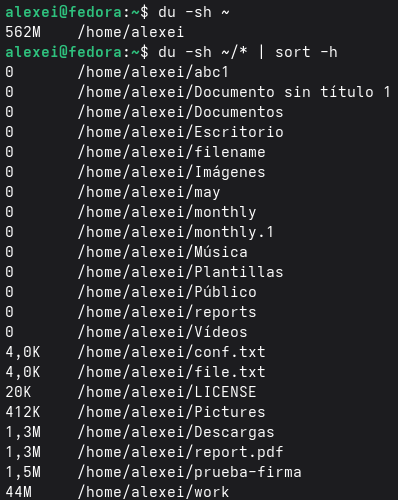 alexei@fedora:~$ du -sh ~
562M    /home/alexei
alexei@fedora:~$ du -sh ~/* | sort -h
0       /home/alexei/abc1
0       /home/alexei/Documento sin título 1
0       /home/alexei/Documentos
0       /home/alexei/Escritorio
0       /home/alexei/filename
0       /home/alexei/Imágenes
0       /home/alexei/may
0       /home/alexei/monthly
0       /home/alexei/monthly.1
0       /home/alexei/Música
0       /home/alexei/Plantillas
0       /home/alexei/Público
0       /home/alexei/reports
0       /home/alexei/Vídeos
4,0K    /home/alexei/conf.txt
4,0K    /home/alexei/file.txt
20K     /home/alexei/LICENSE
412K    /home/alexei/Pictures
1,3M    /home/alexei/Descargas
1,3M    /home/alexei/report.pdf
1,5M    /home/alexei/prueba-firma
44M     /home/alexei/work